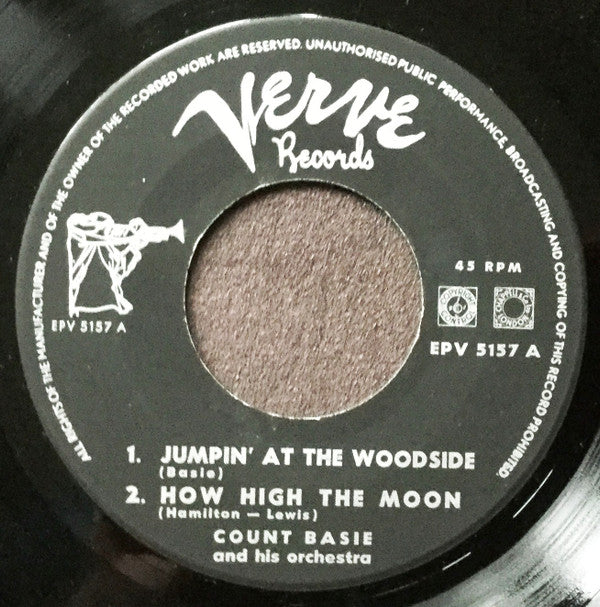 ALL RIGHTS OF THE MANUFACTURER AND OF THE OWNER OF THE RECORDED WORK ARE RESERVED. UNAUTHORISED PUBLIC PERFORMANCE, BROADCASTING AND COPYING OF THIS RECORD PROHIBITED.
Verve
Records
45 RPM
EPV 5157 A
EPV 5157 A
1. JUMPIN' AT THE WOODSIDE
(Basie)
2. HOW HIGH THE MOON
(Hamilton — Lewis)
COUNT BASIE
and his orchestra